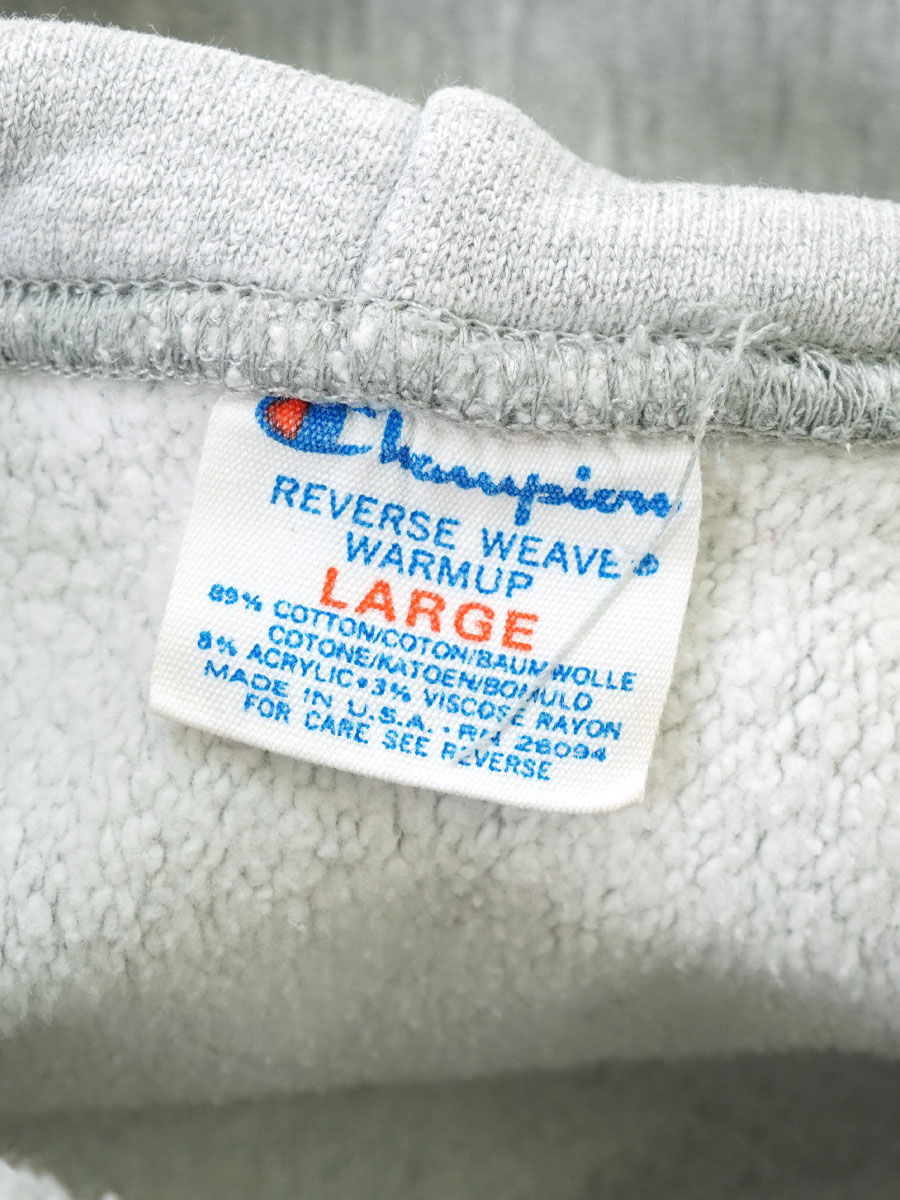 Champion
REVERSE WEAVE®
WARMUP
LARGE
89% COTTON/COTON/BAUMWOLLE
COTONE/KATOEN/BOMULD
8% ACRYLIC•3% VISCOSE RAYON
MADE IN U.S.A. • RN 26094
FOR CARE SEE REVERSE